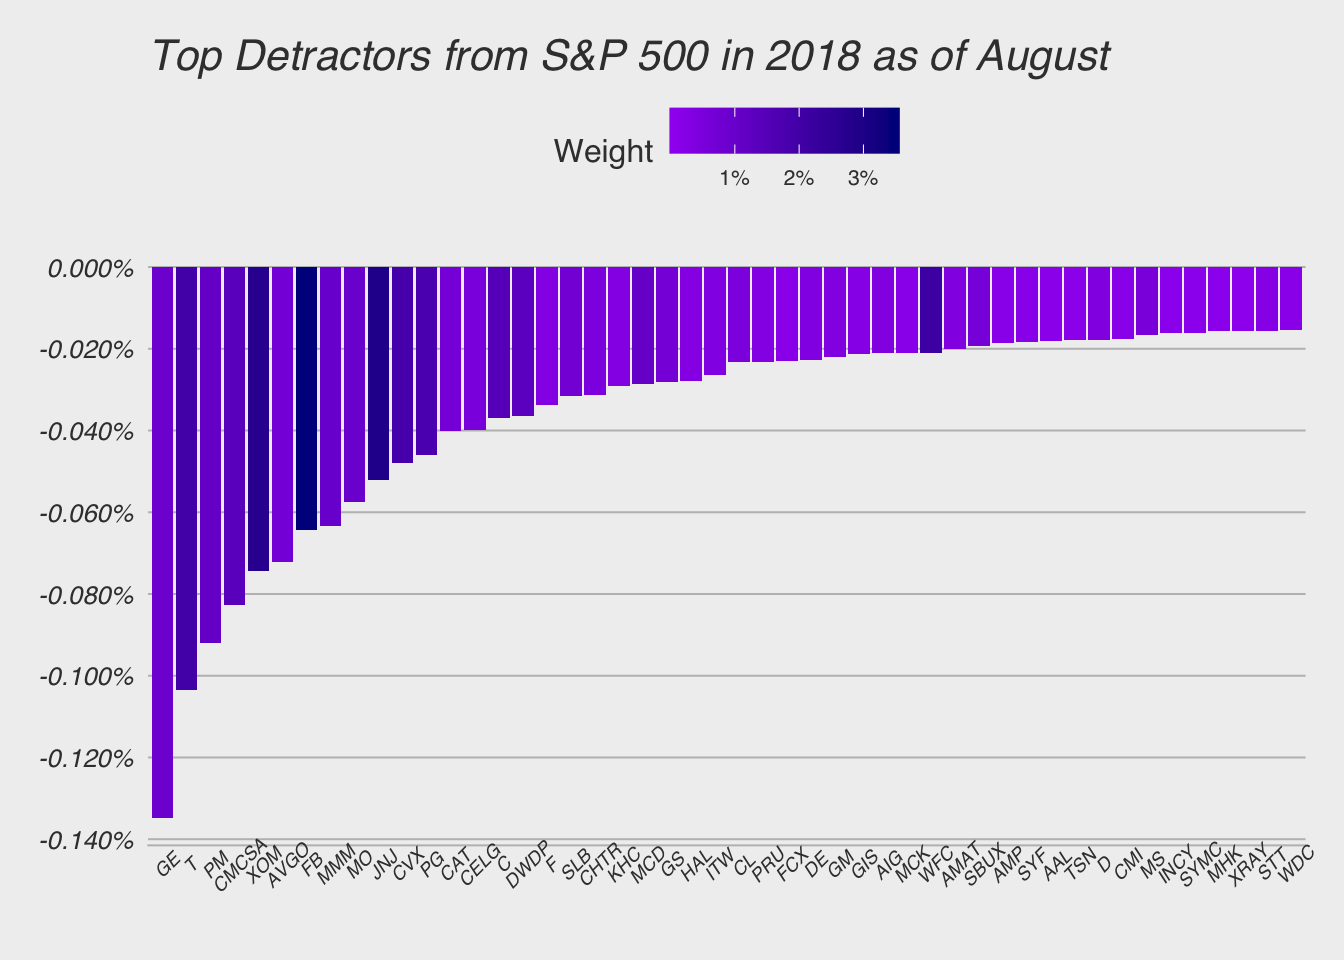 Top Detractors from S&P 500 in 2018 as of August
Weight
1% 2% 3%
0.000%
-0.020%
-0.040%
-0.060%
-0.080%
-0.100%
-0.120%
-0.140%
GE T PM CMCSA XOM AVGO FB MMM MO JNJ CVX PG CAT CELG C DWDP F SLB CHTR KHC MCD GS HAL ITW CL PRU FCX DE GM GIS AIG MCK WFC AMAT SBUX AMP SYF AAL TSN D CMI MS INCY SYMC MHK XRAY STT WDC